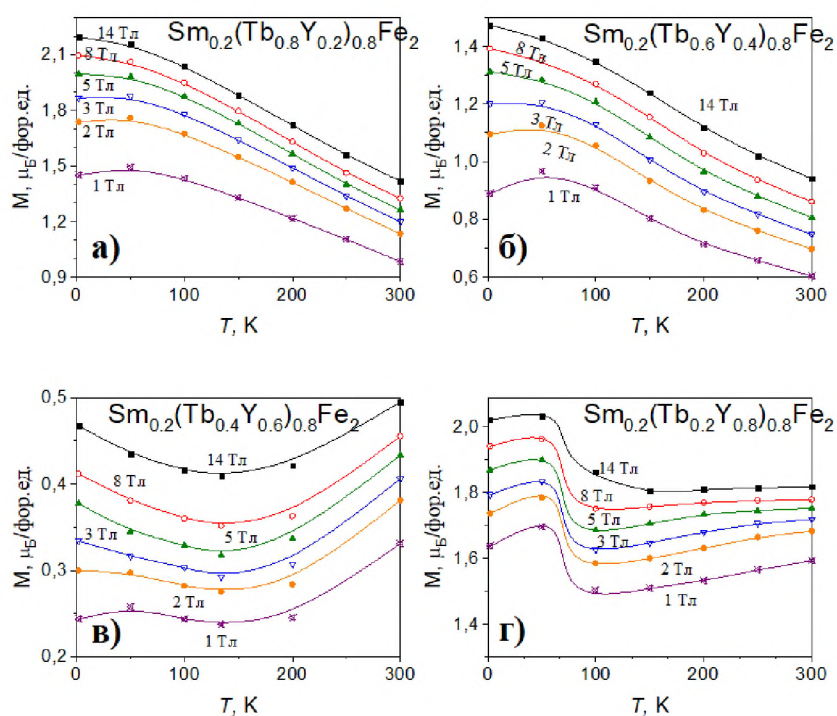 Sm0.2(Tb0.8Y0.2)0.8Fe2
14 Тл
8 Тл
5 Тл
3 Тл
2 Тл
1 Тл
а)
M, μБ/фор.ед.
2,1
1,8
1,5
1,2
0,9
0
100
200
300
T, K
Sm0.2(Tb0.6Y0.4)0.8Fe2
8 Тл
5 Тл
14 Тл
3 Тл
2 Тл
1 Тл
б)
M, μБ/фор.ед.
1,4
1,2
1,0
0,8
0,6
0
100
200
300
T, K
Sm0.2(Tb0.4Y0.6)0.8Fe2
14 Тл
8 Тл
5 Тл
3 Тл
2 Тл
1 Тл
в)
M, μБ/фор.ед.
0,5
0,4
0,3
0,2
0
100
200
300
T, K
Sm0.2(Tb0.2Y0.8)0.8Fe2
14 Тл
8 Тл
5 Тл
3 Тл
2 Тл
1 Тл
г)
M, μБ/фор.ед.
2,0
1,8
1,6
1,4
0
100
200
300
T, K